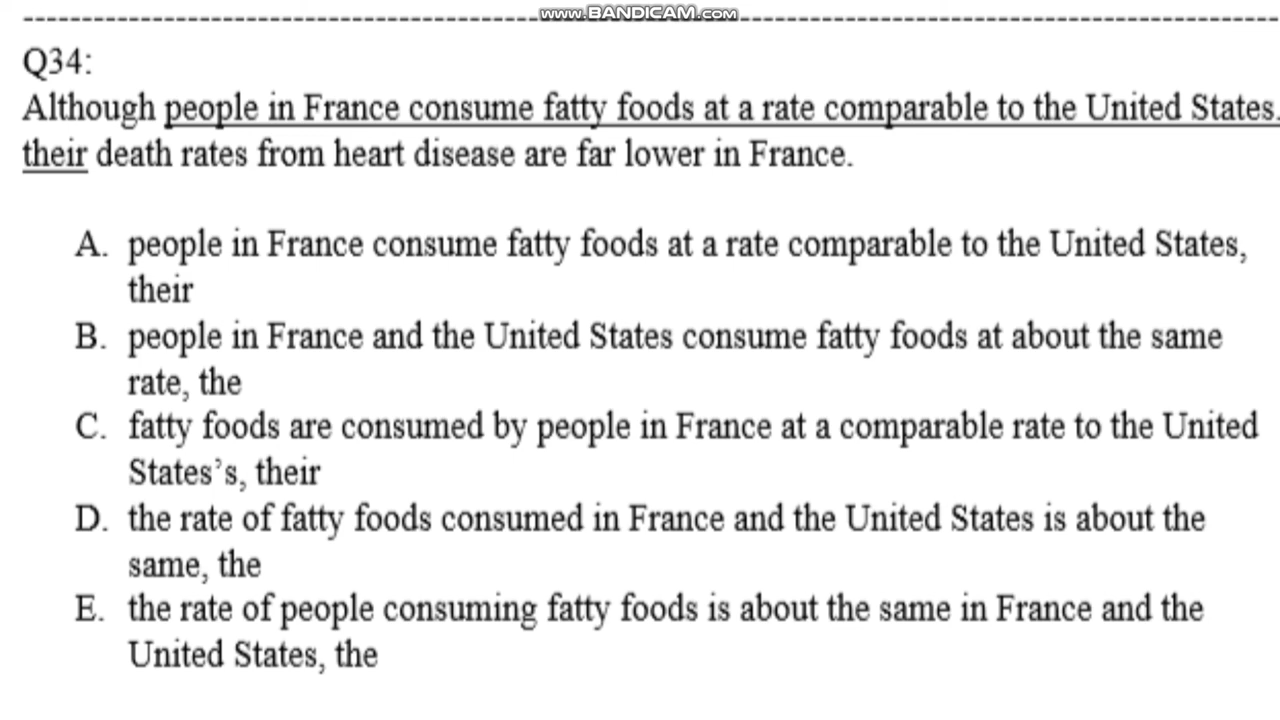 www.BANDICAM.com
Q34:
Although people in France consume fatty foods at a rate comparable to the United States,
their death rates from heart disease are far lower in France.
A. people in France consume fatty foods at a rate comparable to the United States,
their
B. people in France and the United States consume fatty foods at about the same
rate, the
C. fatty foods are consumed by people in France at a comparable rate to the United
States’s, their
D. the rate of fatty foods consumed in France and the United States is about the
same, the
E. the rate of people consuming fatty foods is about the same in France and the
United States, the